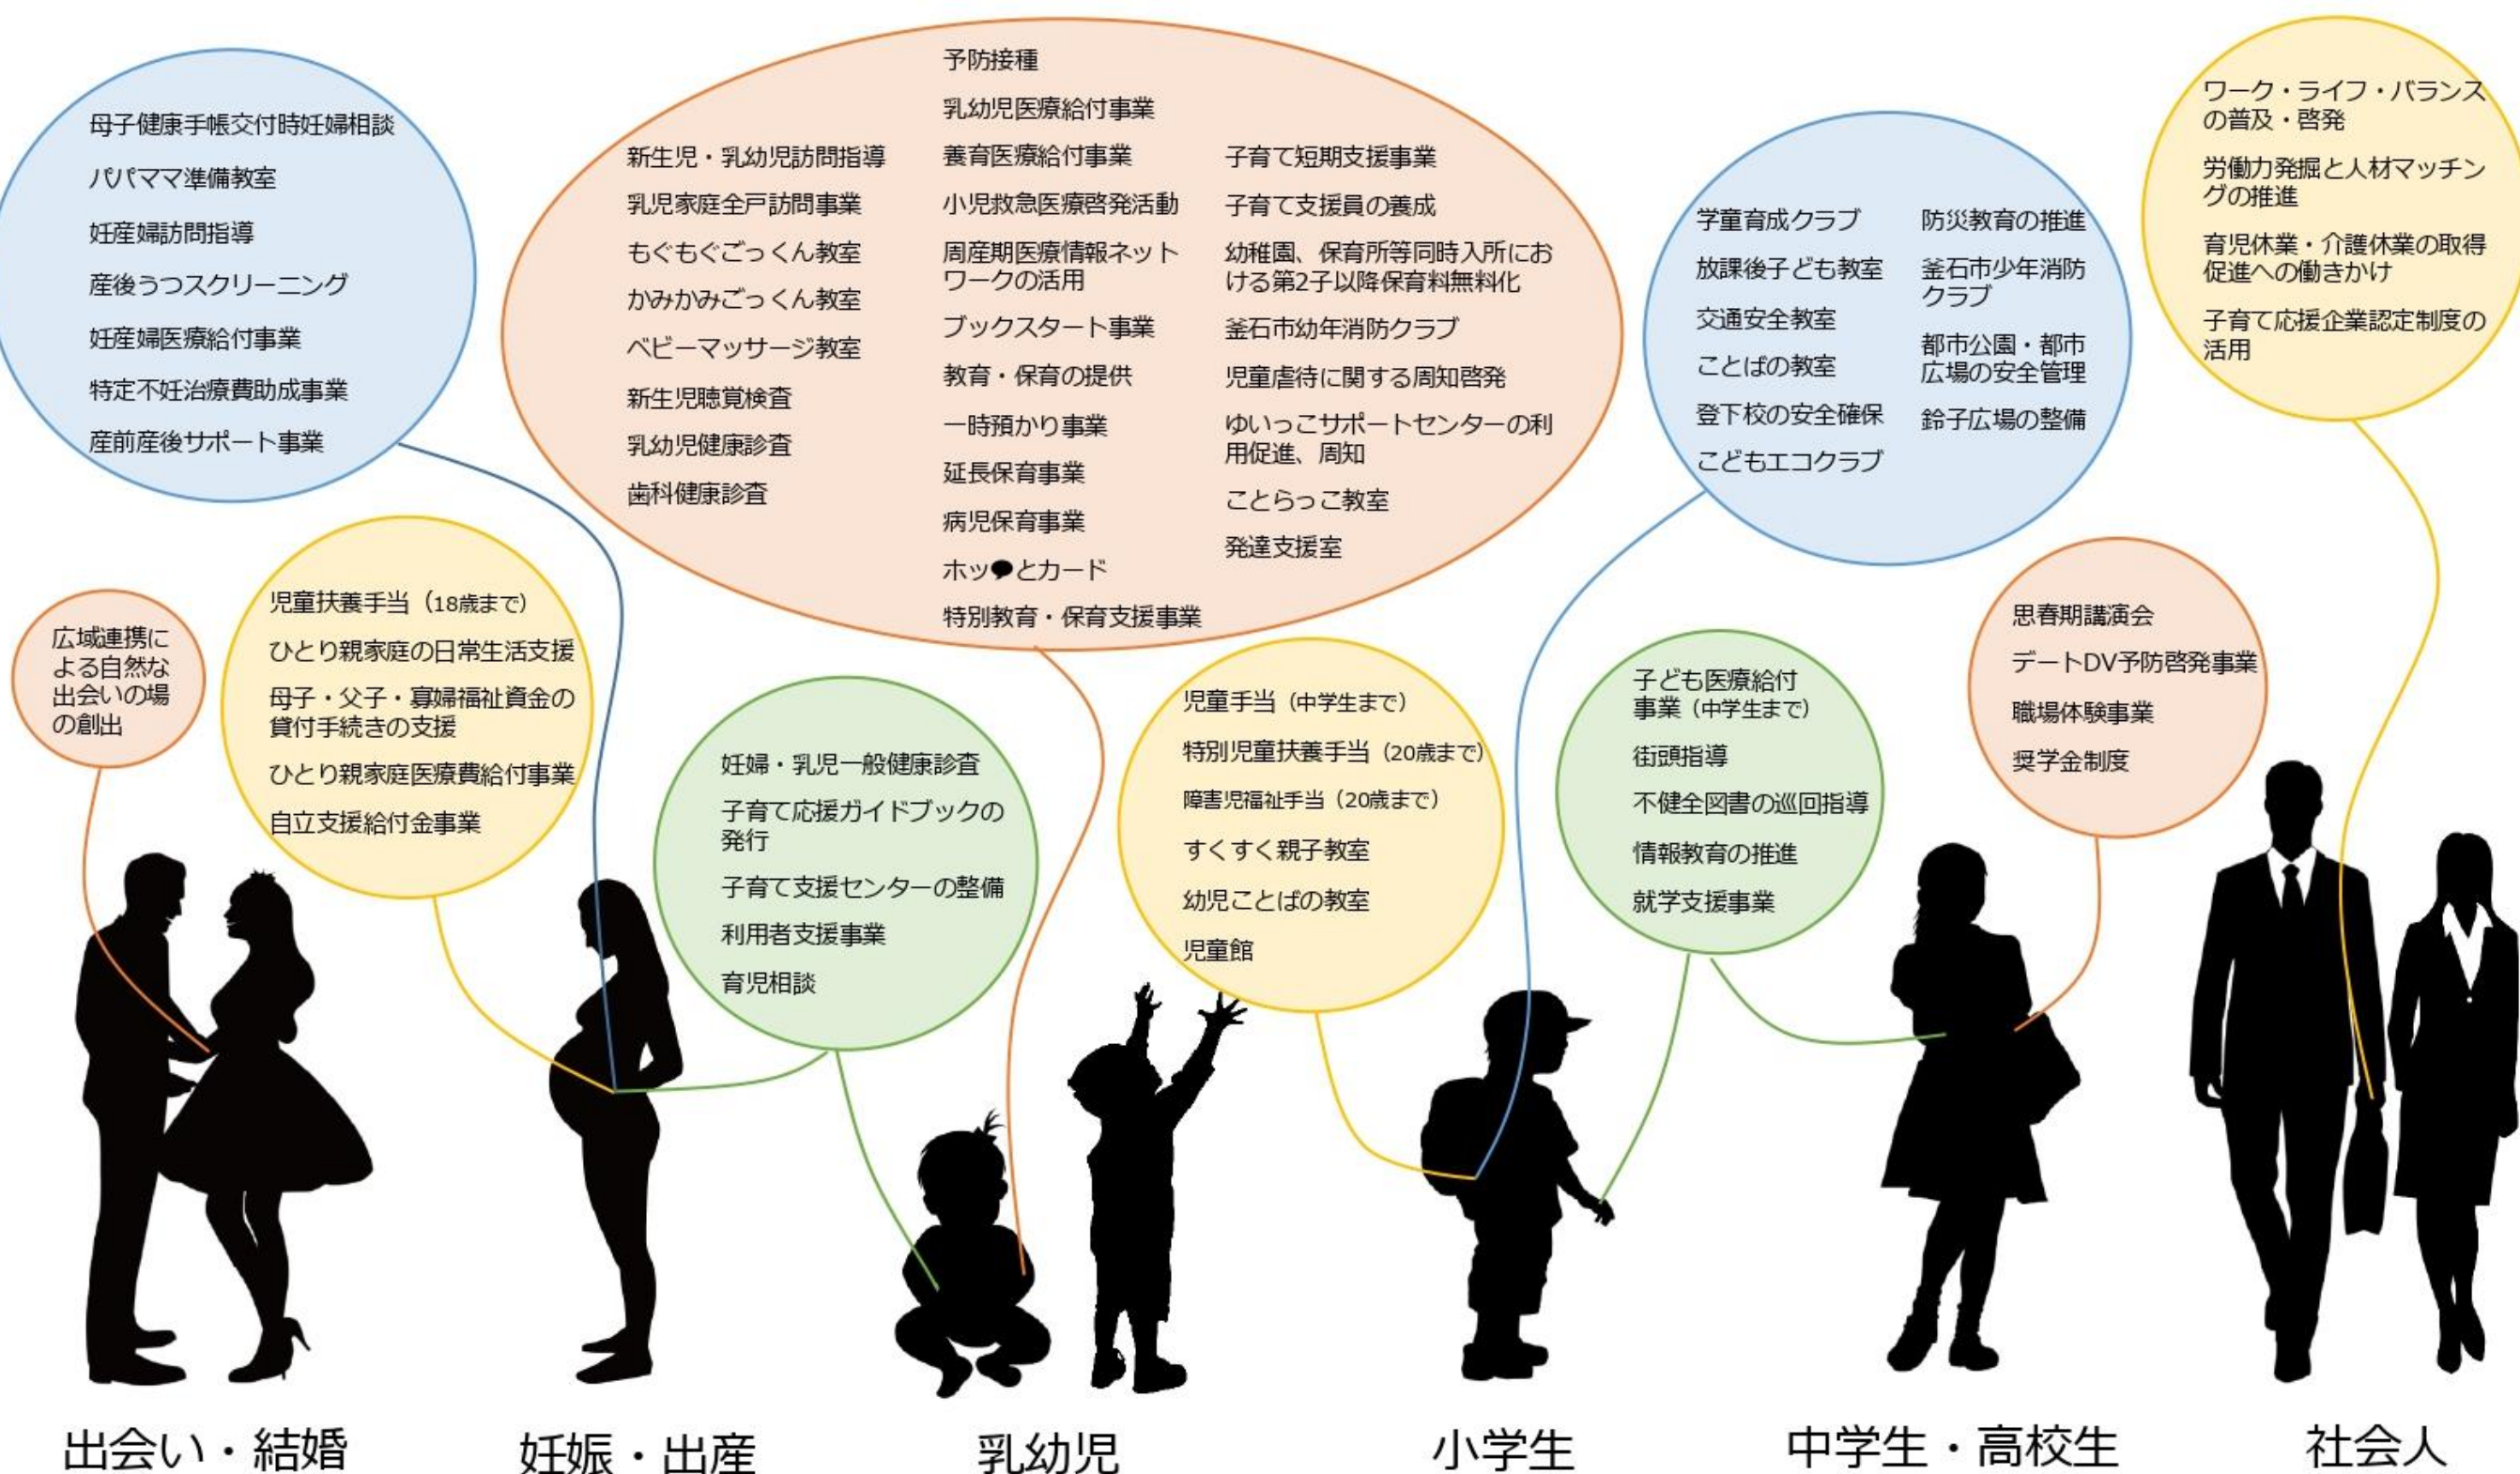 母子健康手帳交付時妊婦相談
パパママ準備教室
妊産婦訪問指導
産後うつスクリーニング
妊産婦医療給付事業
特定不妊治療費助成事業
産前産後サポート事業
新生児・乳幼児訪問指導
乳児家庭全戸訪問事業
もぐもぐごっくん教室
かみかみごっくん教室
ベビーマッサージ教室
新生児聴覚検査
乳幼児健康診査
歯科健康診査
予防接種
乳幼児医療給付事業
養育医療給付事業
小児救急医療啓発活動
周産期医療情報ネット
ワークの活用
ブックスタート事業
教育・保育の提供
一時預かり事業
延長保育事業
病児保育事業
ホッ とカード
特別教育・保育支援事業
子育て短期支援事業
子育て支援員の養成
幼稚園、保育所等同時入所にお
ける第2子以降保育料無料化
釜石市幼年消防クラブ
児童虐待に関する周知啓発
ゆいっこサポートセンターの利
用促進、周知
ことらっこ教室
発達支援室
学童育成クラブ
放課後子ども教室
交通安全教室
ことばの教室
登下校の安全確保
こどもエコクラブ
防災教育の推進
釜石市少年消防
クラブ
都市公園・都市
広場の安全管理
鈴子広場の整備
ワーク・ライフ・バランス
の普及・啓発
労働力発掘と人材マッチン
グの推進
育児休業・介護休業の取得
促進への働きかけ
子育て応援企業認定制度の
活用
広域連携に
よる自然な
出会いの場
の創出
児童扶養手当（18歳まで）
ひとり親家庭の日常生活支援
母子・父子・寡婦福祉資金の
貸付手続きの支援
ひとり親家庭医療費給付事業
自立支援給付金事業
妊婦・乳児一般健康診査
子育て応援ガイドブックの
発行
子育て支援センターの整備
利用者支援事業
育児相談
児童手当（中学生まで）
特別児童扶養手当（20歳まで）
障害児福祉手当（20歳まで）
すくすく親子教室
幼児ことばの教室
児童館
子ども医療給付
事業（中学生まで）
街頭指導
不健全図書の巡回指導
情報教育の推進
就学支援事業
思春期講演会
デートDV予防啓発事業
職場体験事業
奨学金制度
出会い・結婚
妊娠・出産
乳幼児
小学生
中学生・高校生
社会人